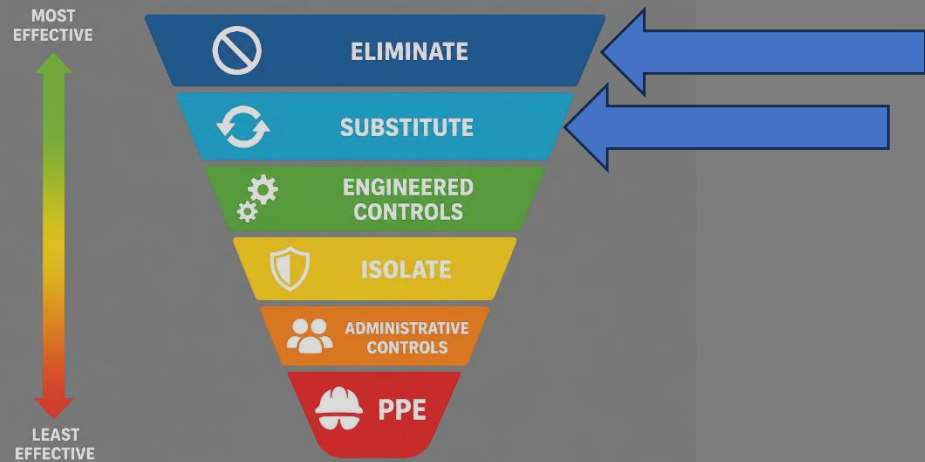 MOST
EFFECTIVE
ELIMINATE
SUBSTITUTE
ENGINEERED
CONTROLS
ISOLATE
ADMINISTRATIVE
CONTROLS
PPE
LEAST
EFFECTIVE